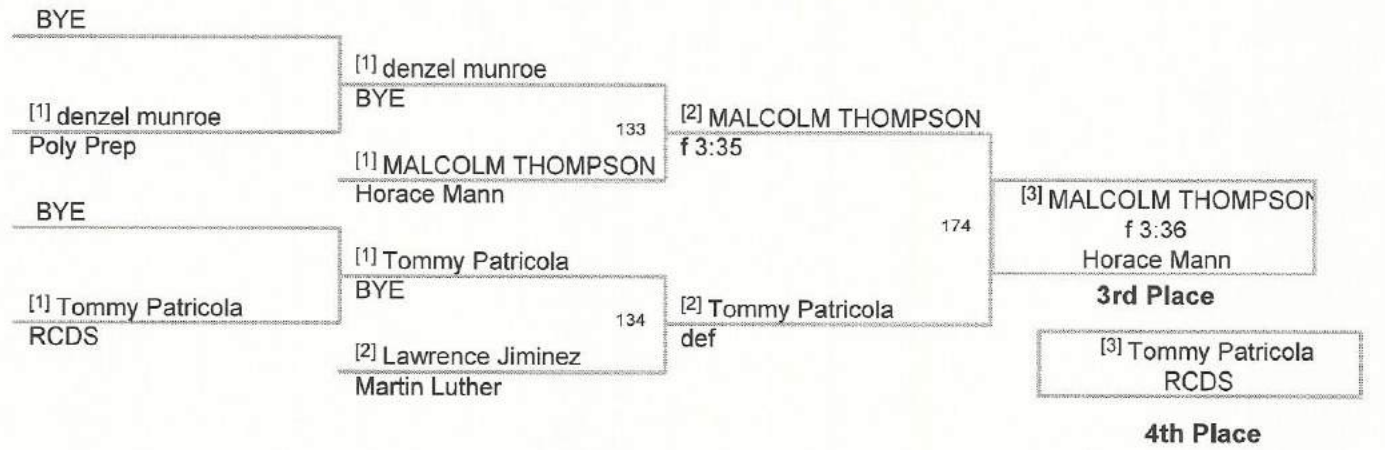 BYE
[1] denzel munroe
BYE
[1] denzel munroe
Poly Prep
133
[2] MALCOLM THOMPSON
f 3:35
[1] MALCOLM THOMPSON
Horace Mann
BYE
[3] MALCOLM THOMPSON
f 3:36
Horace Mann
174
3rd Place
[1] Tommy Patricola
BYE
[1] Tommy Patricola
RCDS
134
[2] Tommy Patricola
def
[2] Lawrence Jiminez
Martin Luther
[3] Tommy Patricola
RCDS
4th Place